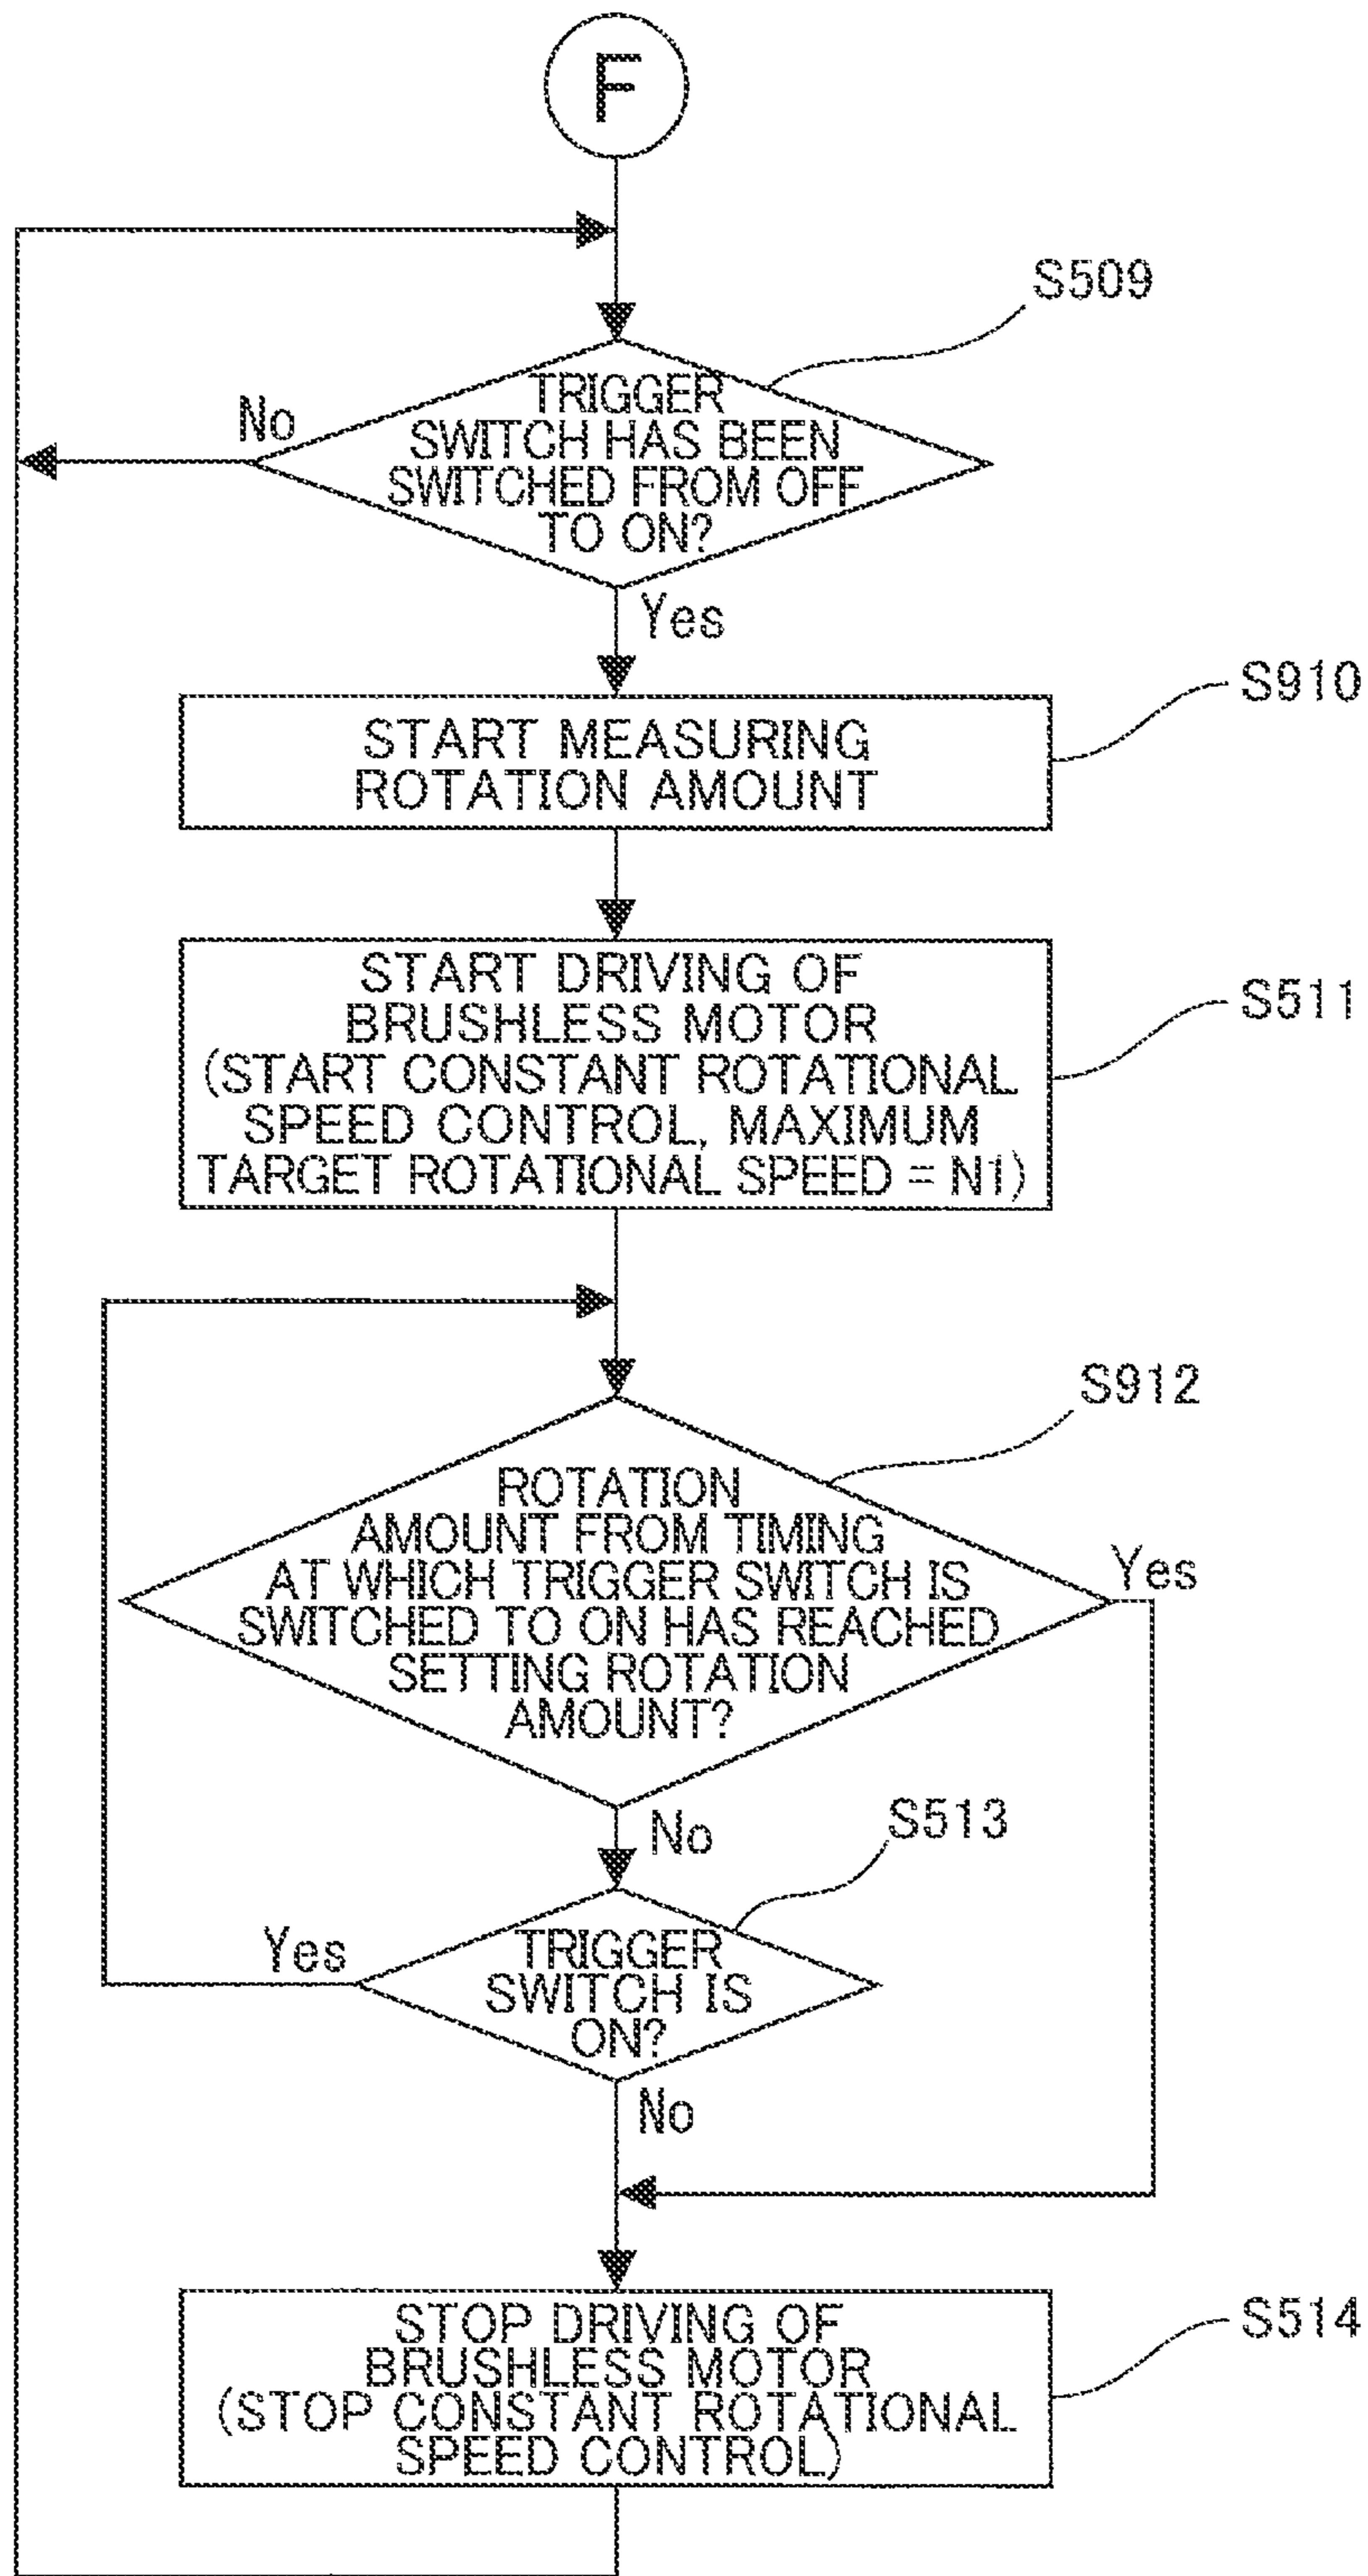 F
S509
TRIGGER
SWITCH HAS BEEN
SWITCHED FROM OFF
TO ON?
No
Yes
S910
START MEASURING
ROTATION AMOUNT
S511
START DRIVING OF
BRUSHLESS MOTOR
(START CONSTANT ROTATIONAL
SPEED CONTROL, MAXIMUM
TARGET ROTATIONAL SPEED = N1)
S912
ROTATION
AMOUNT FROM TIMING
AT WHICH TRIGGER SWITCH IS
SWITCHED TO ON HAS REACHED
SETTING ROTATION
AMOUNT?
Yes
No
S513
TRIGGER
SWITCH IS
ON?
Yes
No
S514
STOP DRIVING OF
BRUSHLESS MOTOR
(STOP CONSTANT ROTATIONAL
SPEED CONTROL)